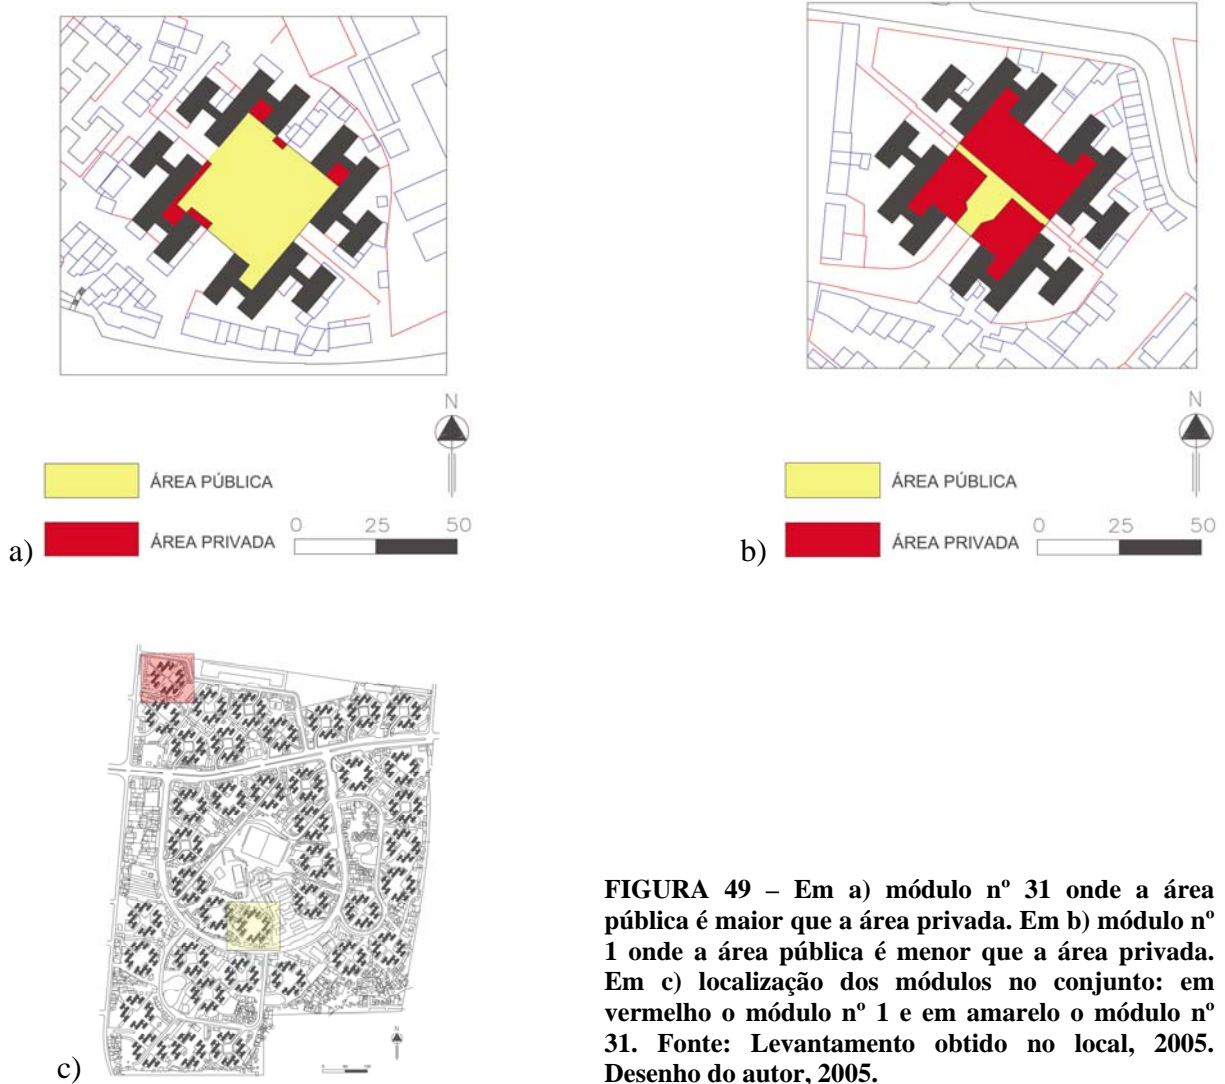 N
ÁREA PÚBLICA
ÁREA PRIVADA
0 25 50
a)
N
ÁREA PÚBLICA
ÁREA PRIVADA
0 25 50
b)
N
c)
FIGURA 49 – Em a) módulo nº 31 onde a área
pública é maior que a área privada. Em b) módulo nº
1 onde a área pública é menor que a área privada.
Em c) localização dos módulos no conjunto: em
vermelho o módulo nº 1 e em amarelo o módulo nº
31. Fonte: Levantamento obtido no local, 2005.
Desenho do autor, 2005.